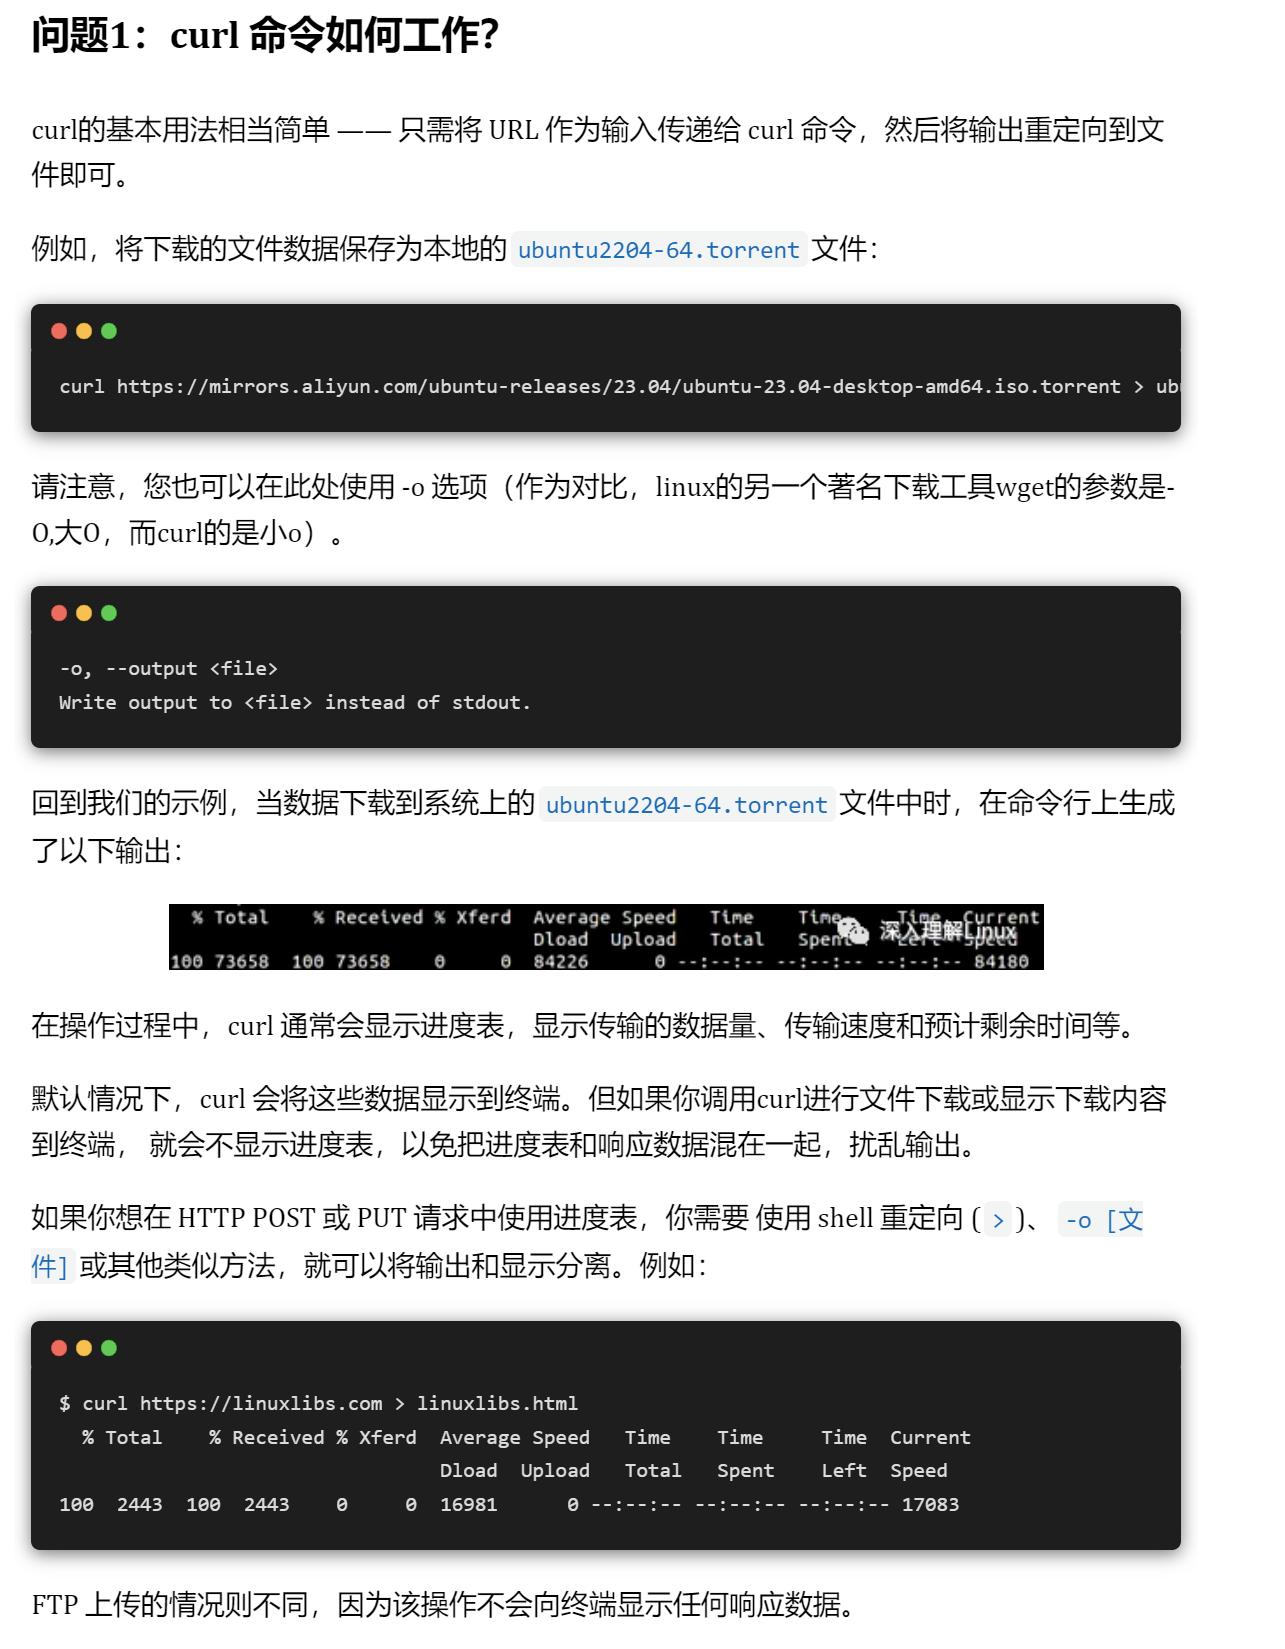 问题1：curl 命令如何工作？
curl的基本用法相当简单 —— 只需将 URL 作为输入传递给 curl 命令，然后将输出重定向到文
件即可。
例如，将下载的文件数据保存为本地的 ubuntu2204-64.torrent 文件：
curl https://mirrors.aliyun.com/ubuntu-releases/23.04/ubuntu-23.04-desktop-amd64.iso.torrent > ub
请注意，您也可以在此处使用 -o 选项（作为对比，linux的另一个著名下载工具wget的参数是-
O,大O，而curl的是小o）。
-o, --output <file>
Write output to <file> instead of stdout.
回到我们的示例，当数据下载到系统上的 ubuntu2204-64.torrent 文件中时，在命令行上生成
了以下输出：
% Total    % Received % Xferd  Average Speed   Time    Time    Time  Current
Dload  Upload   Total   Spent   Left  Speed
深入理解Linux
100 73658  100 73658    0     0  84226      0 --:--:-- --:--:-- --:--:-- 84180
在操作过程中，curl 通常会显示进度表，显示传输的数据量、传输速度和预计剩余时间等。
默认情况下，curl 会将这些数据显示到终端。但如果你调用curl进行文件下载或显示下载内容
到终端， 就会不显示进度表，以免把进度表和响应数据混在一起，扰乱输出。
如果你想在 HTTP POST 或 PUT 请求中使用进度表，你需要 使用 shell 重定向 ( > )、 -o [文
件] 或其他类似方法，就可以将输出和显示分离。例如：
$ curl https://linuxlibs.com > linuxlibs.html
% Total    % Received % Xferd  Average Speed   Time    Time     Time  Current
Dload  Upload   Total   Spent    Left  Speed
100  2443  100  2443    0     0  16981      0 --:--:-- --:--:-- --:--:-- 17083
FTP 上传的情况则不同，因为该操作不会向终端显示任何响应数据。